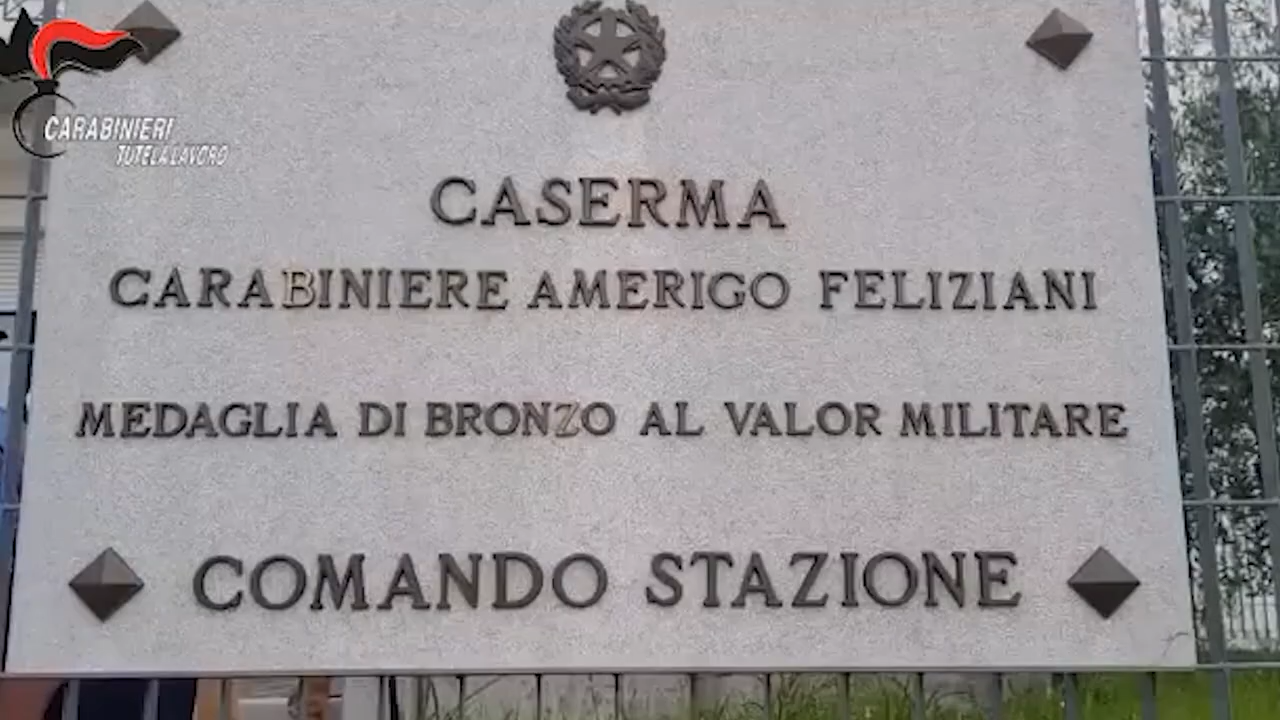 CARABINIERI
TUTELA LAVORO
CASERMA
CARABINIERE AMERIGO FELIZIANI
MEDAGLIA DI BRONZO AL VALOR MILITARE
COMANDO STAZIONE